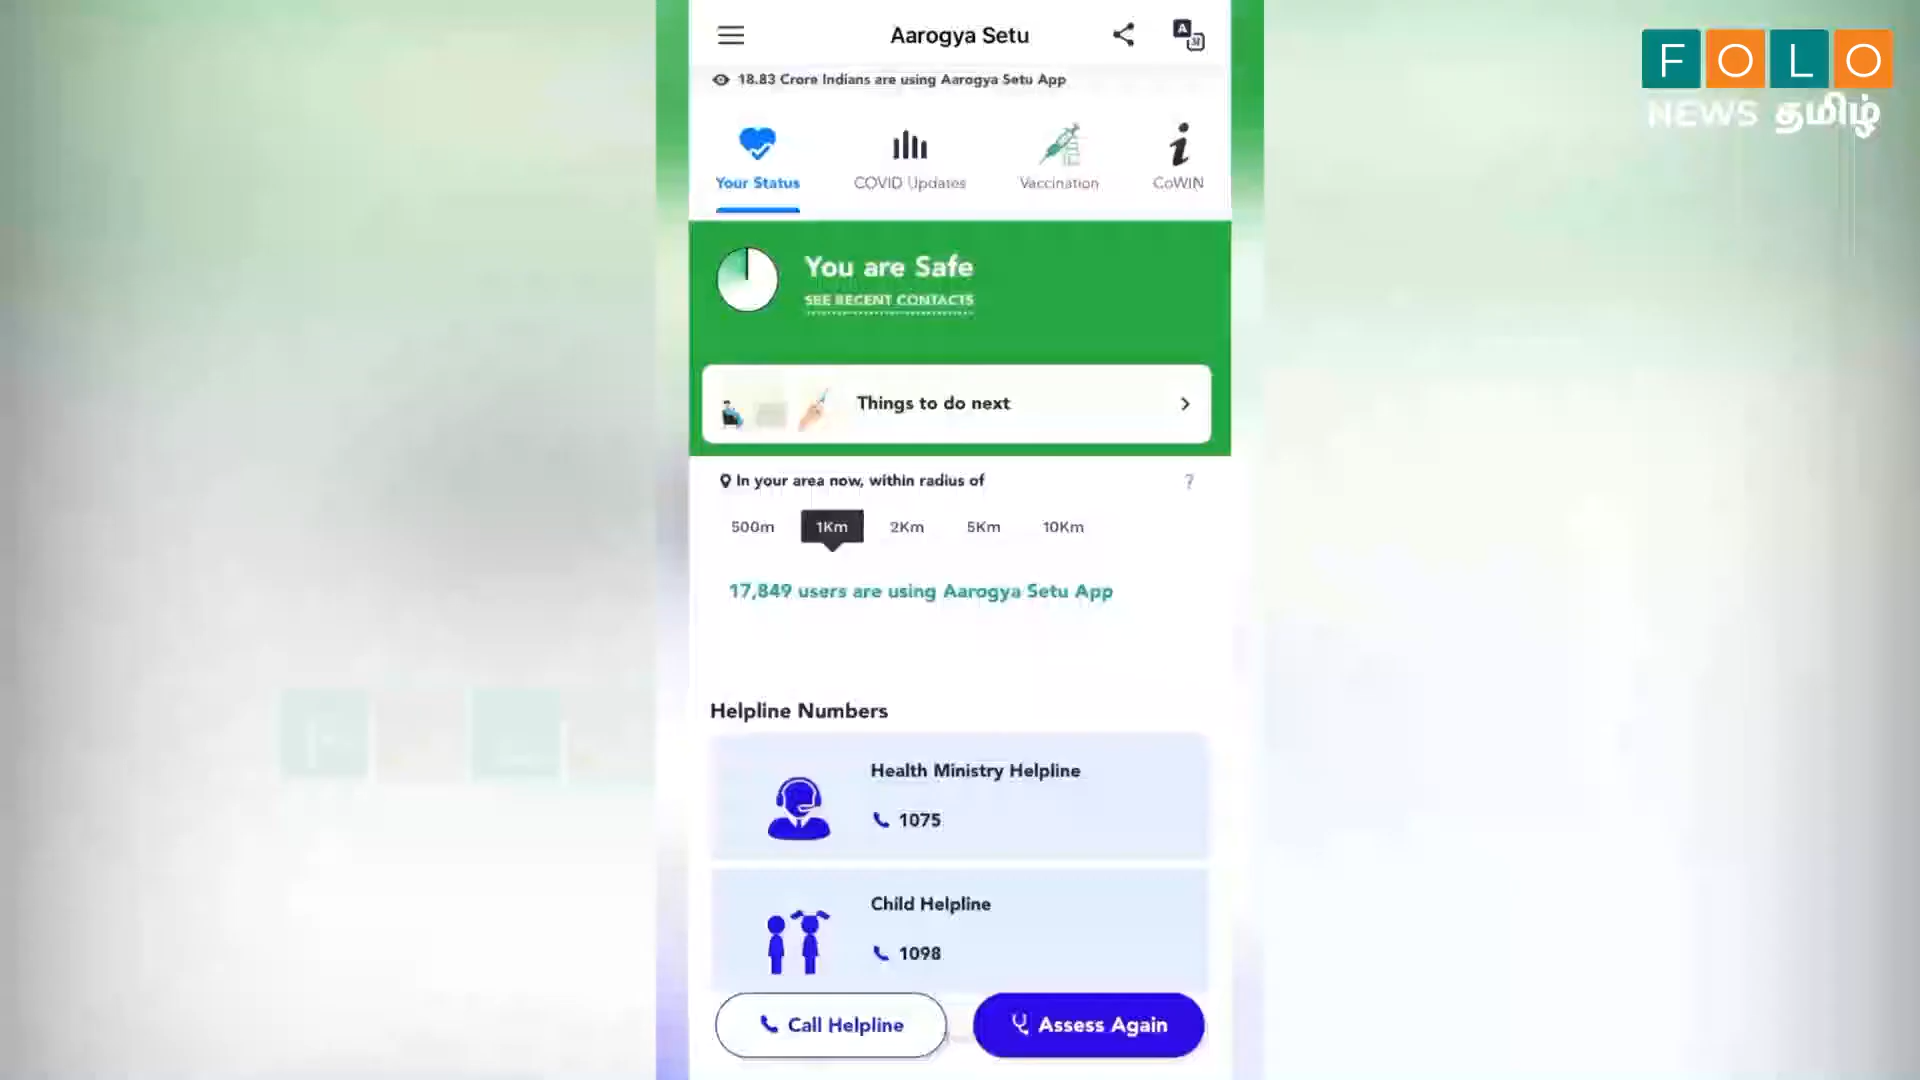 Aarogya Setu
18.83 Crore Indians are using Aarogya Setu App
Your Status
COVID Updates
Vaccination
CoWIN
You are Safe
SEE RECENT CONTACTS
Things to do next
In your area now, within radius of
?
500m 1Km 2Km 5Km 10Km
17,849 users are using Aarogya Setu App
Helpline Numbers
Health Ministry Helpline
1075
Child Helpline
1098
Call Helpline
Assess Again
FOLO
NEWS தமிழ்